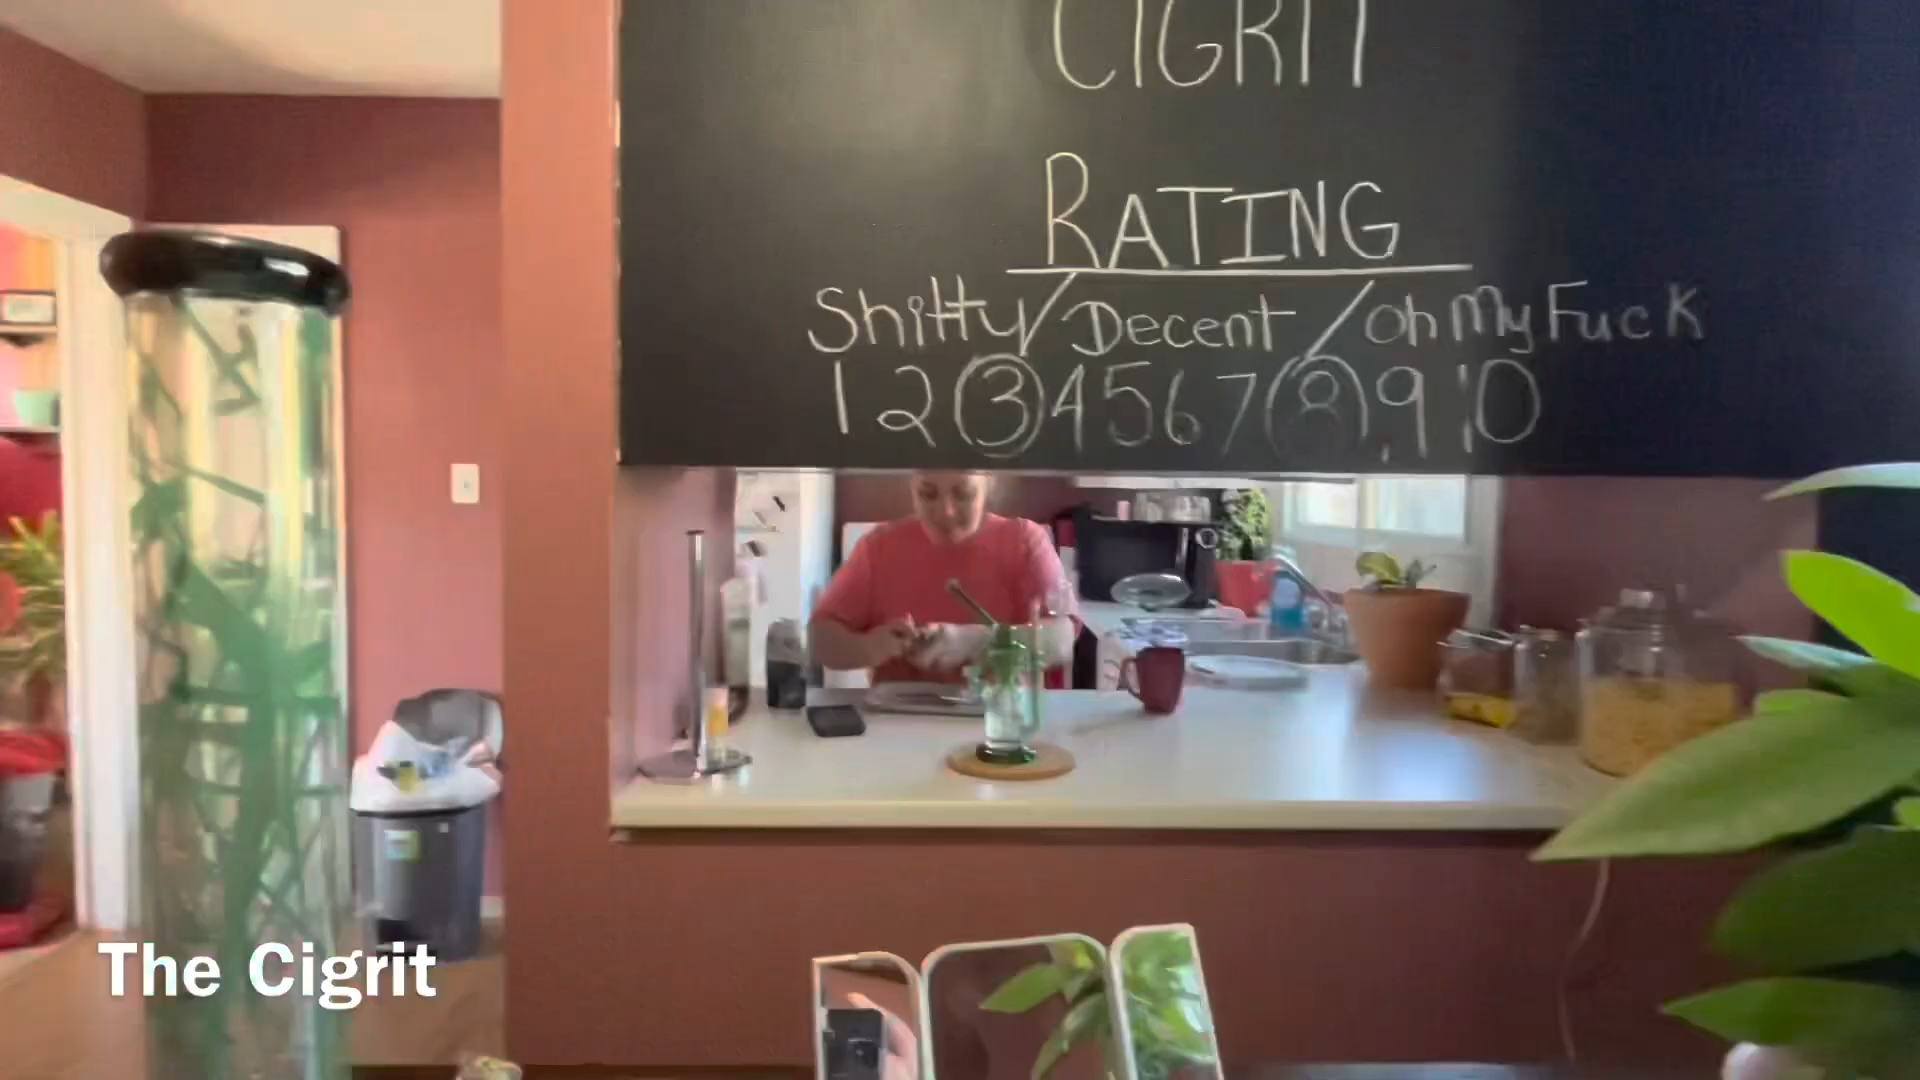 CIGRIT
RATING
Shitty/Decent/Oh My Fuck
1 2 3 4 5 6 7 8 9 10
The Cigrit